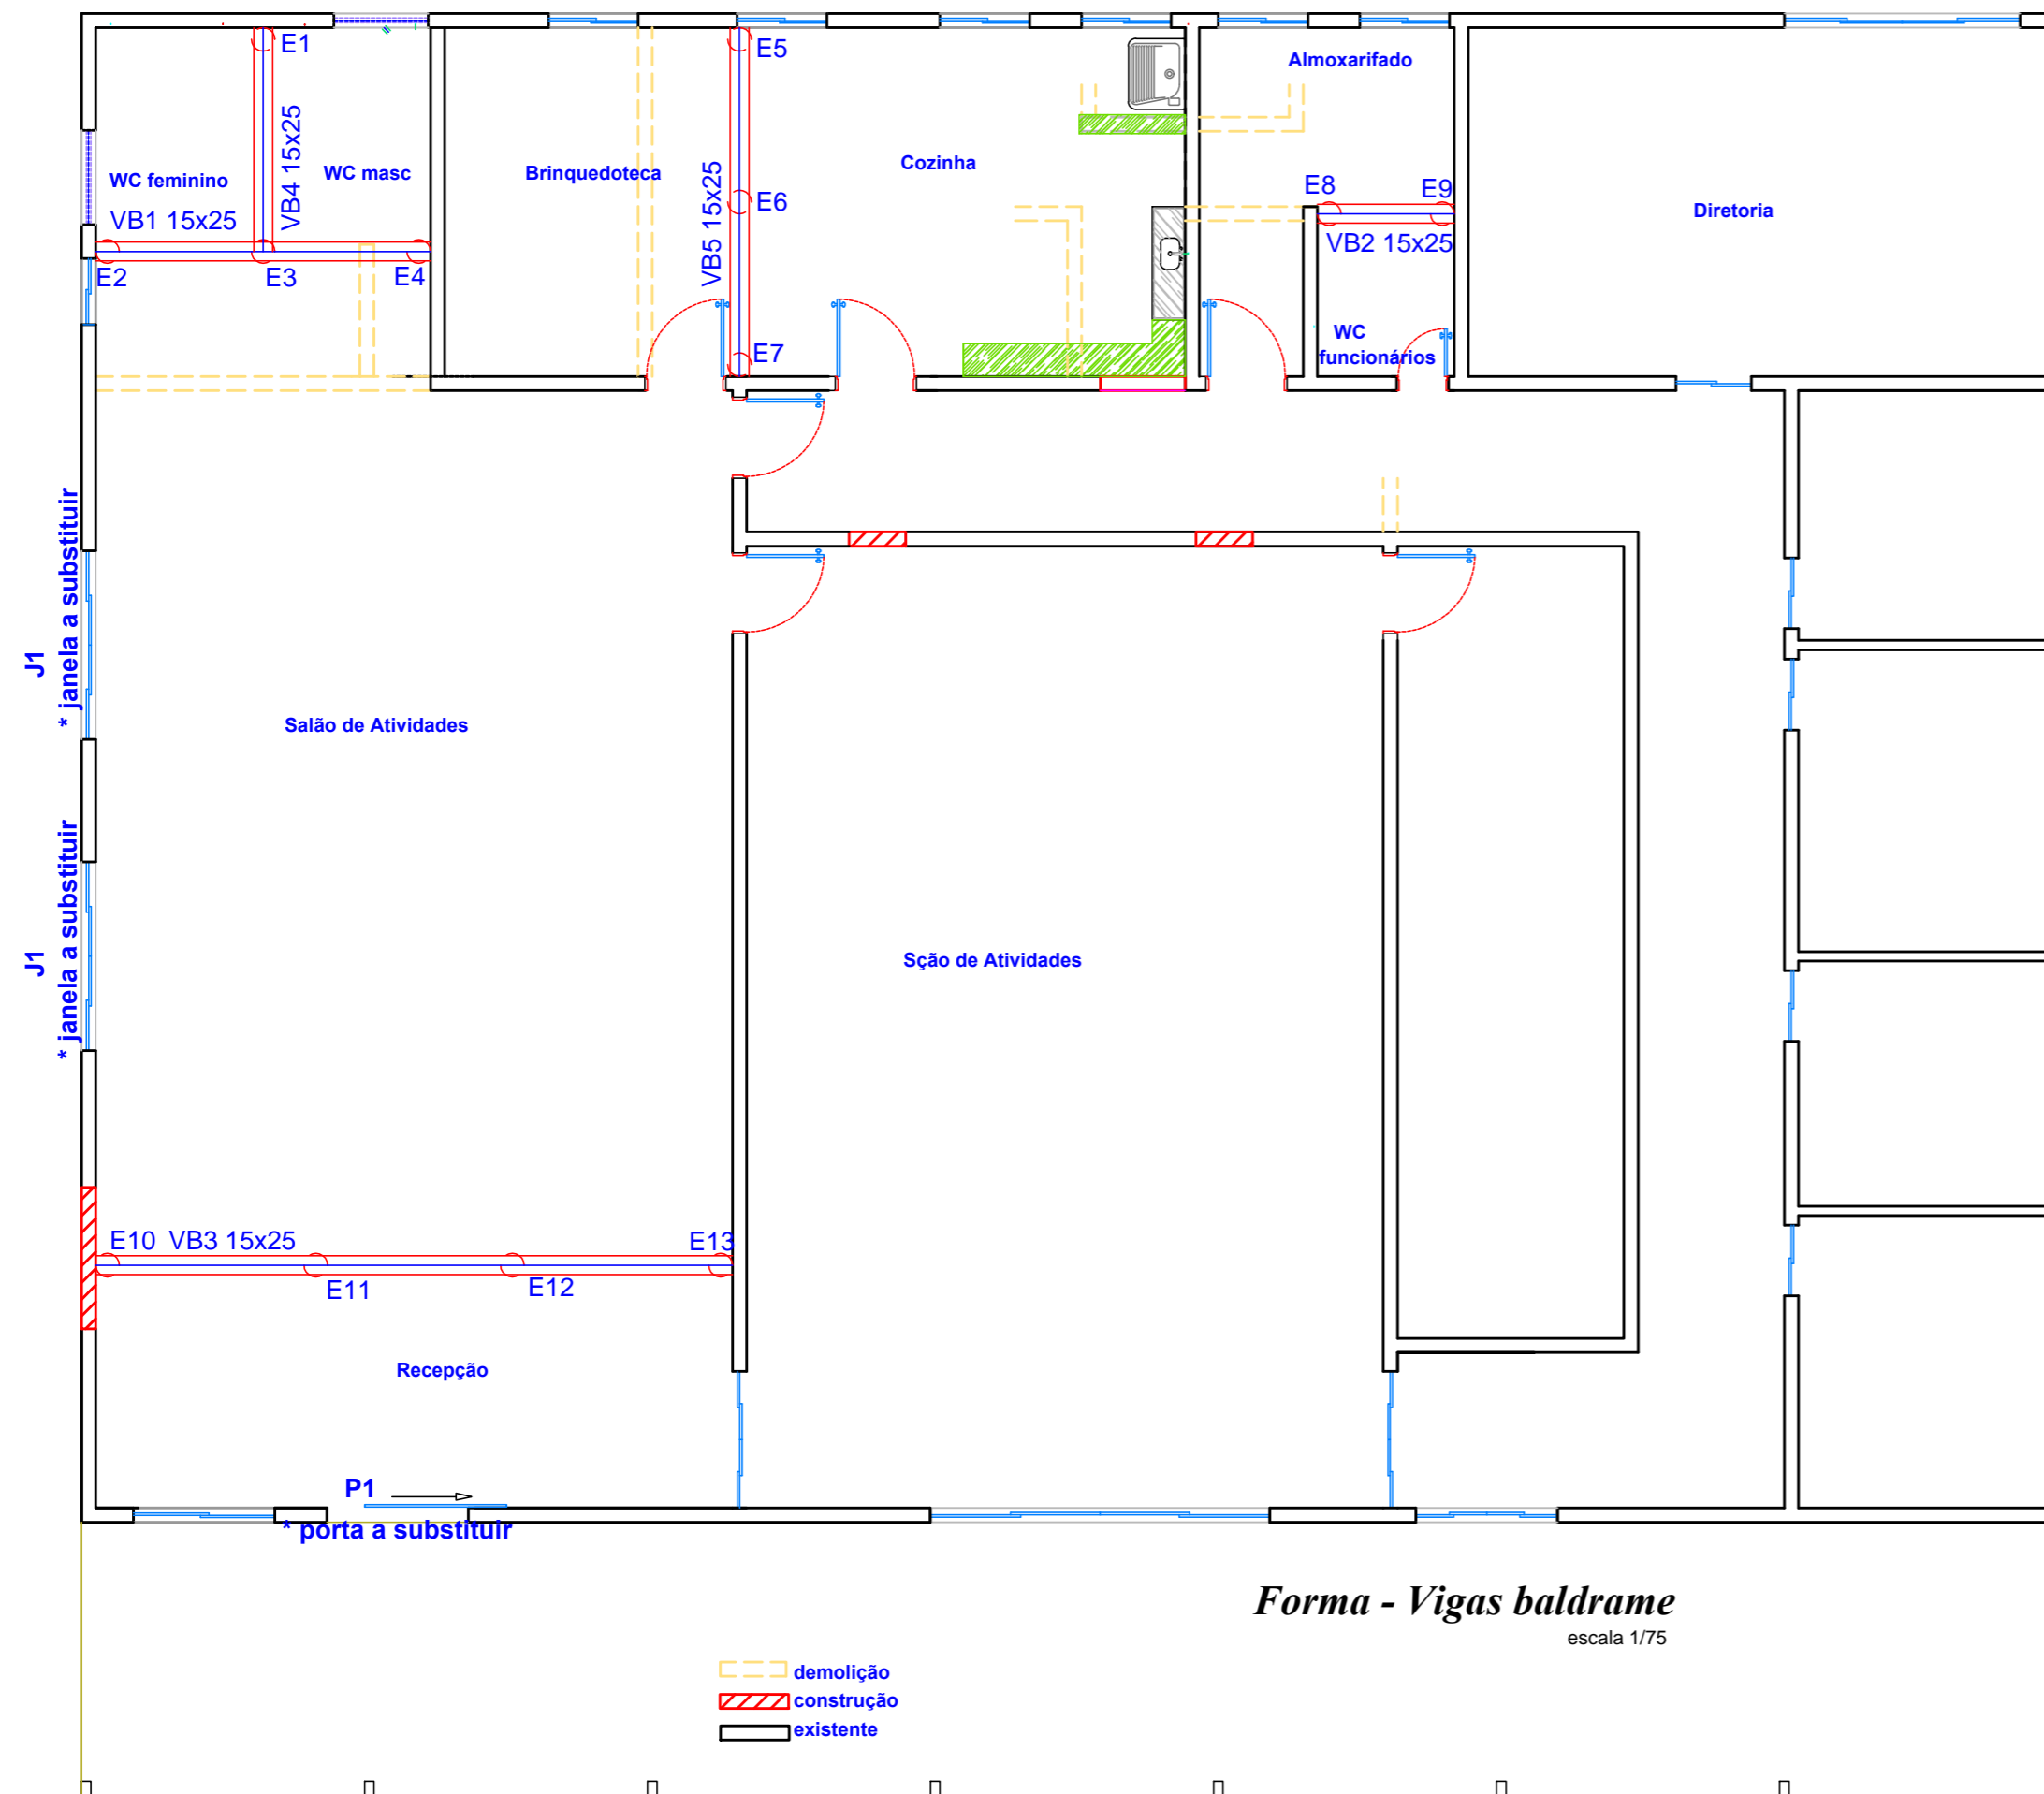 E1
E5
Almoxarifado
VB4 15x25
WC feminino
WC masc
Brinquedoteca
Cozinha
VB1 15x25
VB5 15x25
E6
E8
E9
Diretoria
VB2 15x25
E2
E3
E4
E7
WC
funcionários
J1
* janela a substituir
Salão de Atividades
J1
* janela a substituir
Sção de Atividades
E10 VB3 15x25
E13
E11
E12
Recepção
P1
* porta a substituir
Forma - Vigas baldrame
escala 1/75
demolição
construção
existente